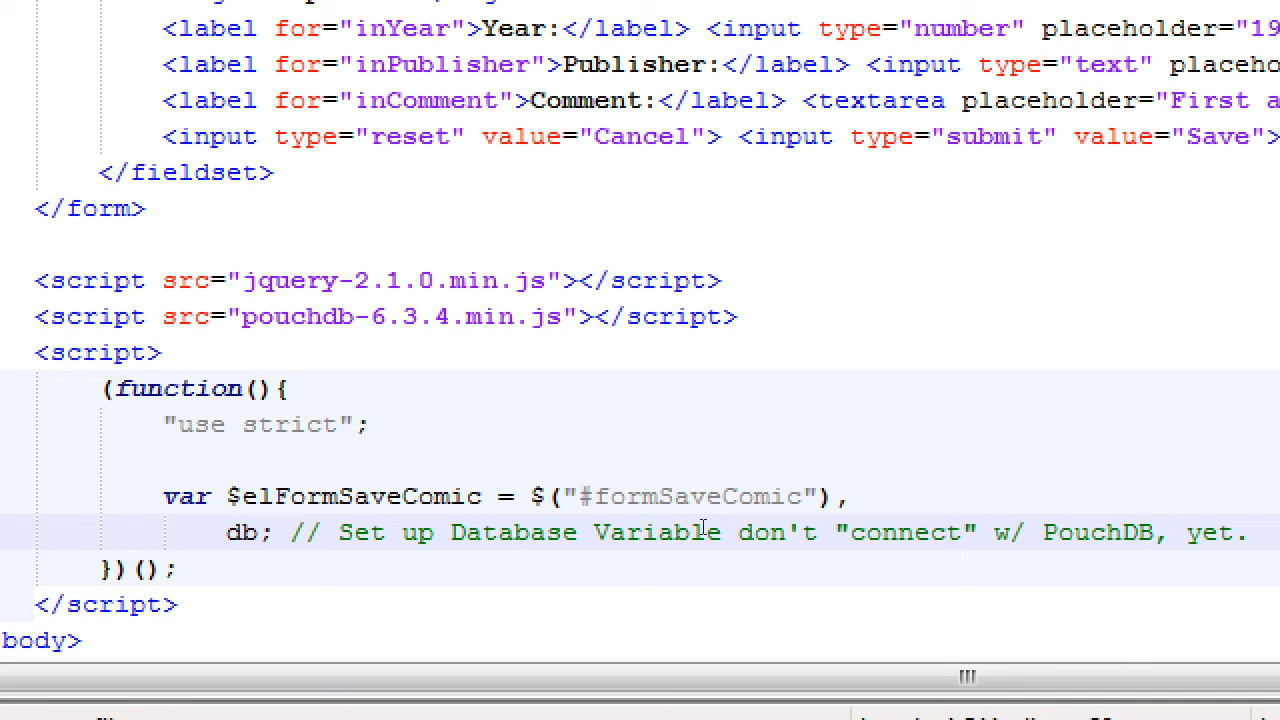 <label for="inYear">Year:</label> <input type="number" placeholder="19
<label for="inPublisher">Publisher:</label> <input type="text" placeho
<label for="inComment">Comment:</label> <textarea placeholder="First a
<input type="reset" value="Cancel"> <input type="submit" value="Save">
</fieldset>
</form>
<script src="jquery-2.1.0.min.js"></script>
<script src="pouchdb-6.3.4.min.js"></script>
<script>
(function(){
"use strict";
var $elFormSaveComic = $("#formSaveComic"),
db; // Set up Database Variable don't "connect" w/ PouchDB, yet.
})();
</script>
body>